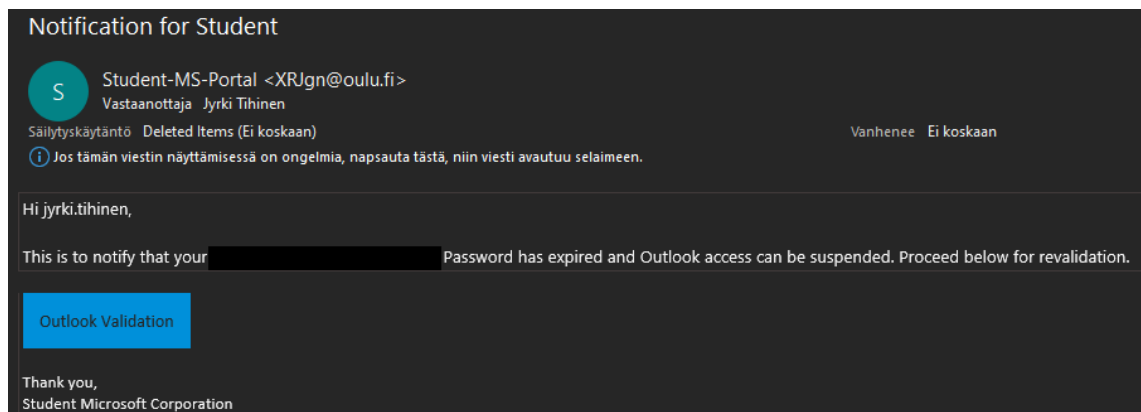 Notification for Student
S
Student-MS-Portal <XRJgn@oulu.fi>
Vastaanottaja Jyrki Tihinen
Säilytyskäytäntö Deleted Items (Ei koskaan) Vanhenee Ei koskaan
i Jos tämän viestin näyttämisessä on ongelmia, napsauta tästä, niin viesti avautuu selaimeen.
Hi jyrki.tihinen,
This is to notify that your Password has expired and Outlook access can be suspended. Proceed below for revalidation.
Outlook Validation
Thank you,
Student Microsoft Corporation